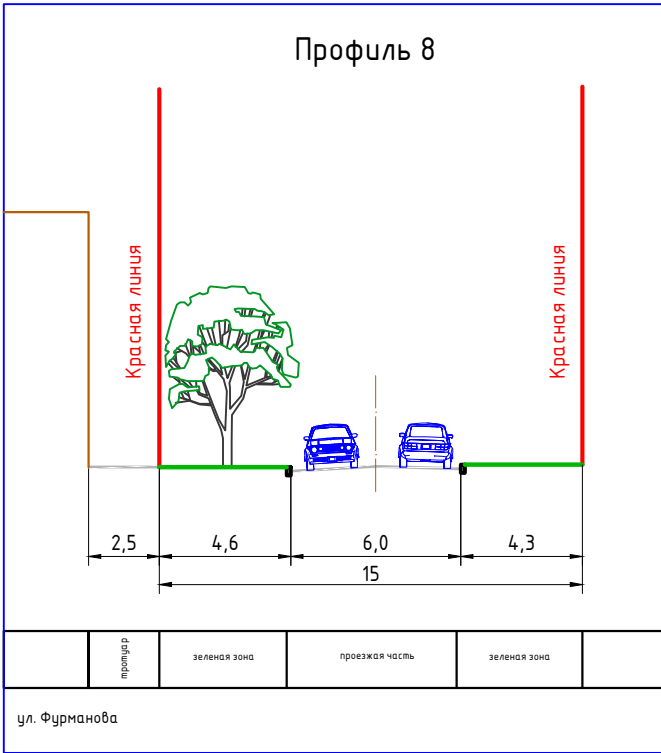 Профиль 8
Красная линия
Красная линия
2,5
4,6
6,0
4,3
15
тротуар
зеленая зона
проезжая часть
зеленая зона
ул. Фурманова